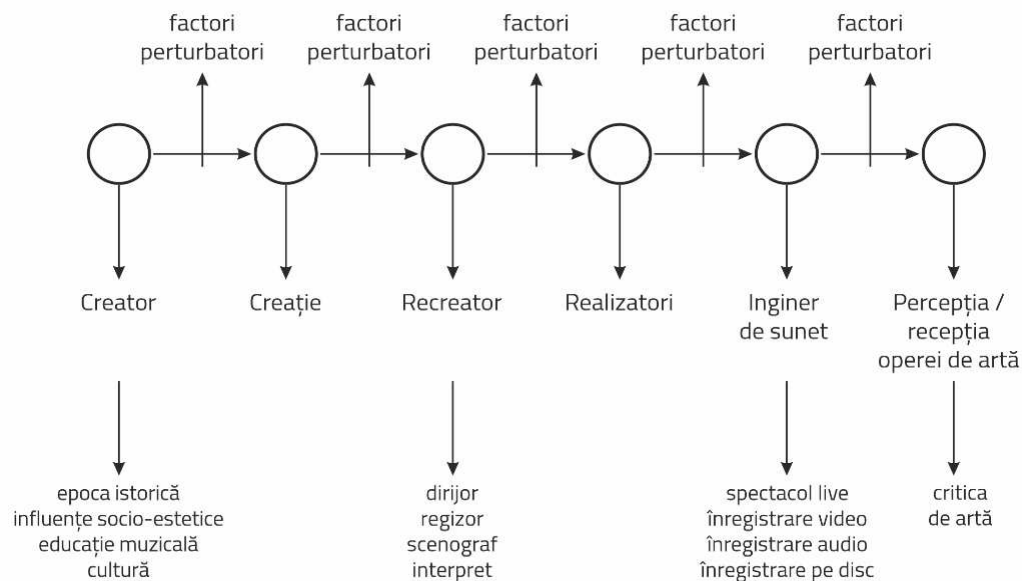 factori
perturbatori
factori
perturbatori
factori
perturbatori
factori
perturbatori
factori
perturbatori
Creator
Creație
Recreator
Realizatori
Inginer
de sunet
Percepția /
recepția
operei de artă
epoca istorică
influențe socio-estetice
educație muzicală
cultură
dirijor
regizor
scenograf
interpret
spectacol live
înregistrare video
înregistrare audio
înregistrare pe disc
critica
de artă